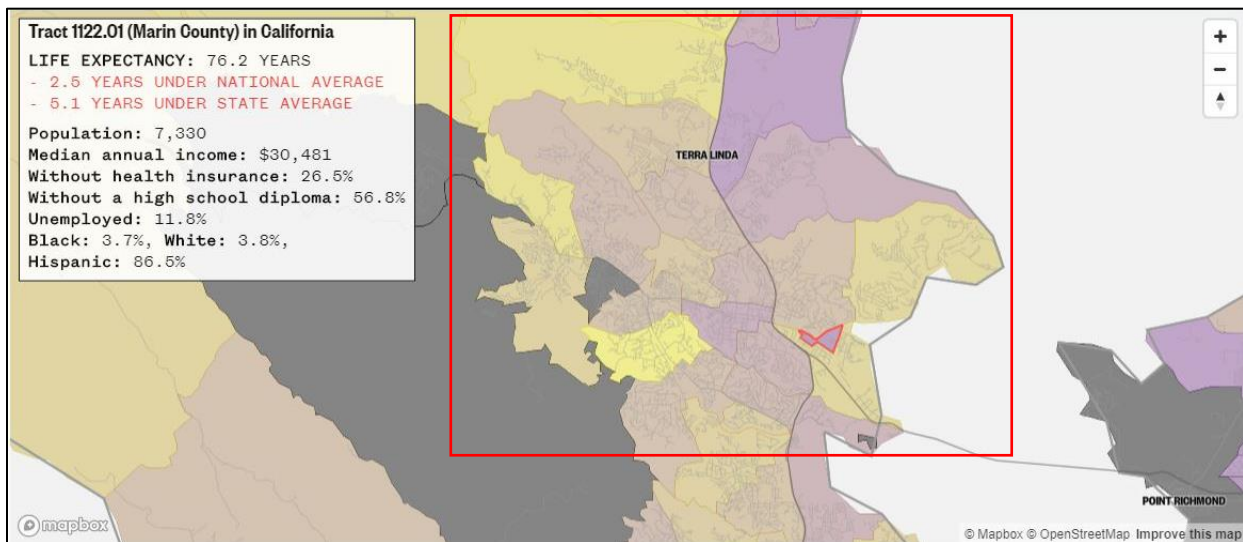 Tract 1122.01 (Marin County) in California
LIFE EXPECTANCY: 76.2 YEARS
- 2.5 YEARS UNDER NATIONAL AVERAGE
- 5.1 YEARS UNDER STATE AVERAGE
Population: 7,330
Median annual income: $30,481
Without health insurance: 26.5%
Without a high school diploma: 56.8%
Unemployed: 11.8%
Black: 3.7%, White: 3.8%,
Hispanic: 86.5%
TERRA LINDA
POINT RICHMOND
mapbox
© Mapbox © OpenStreetMap Improve this map